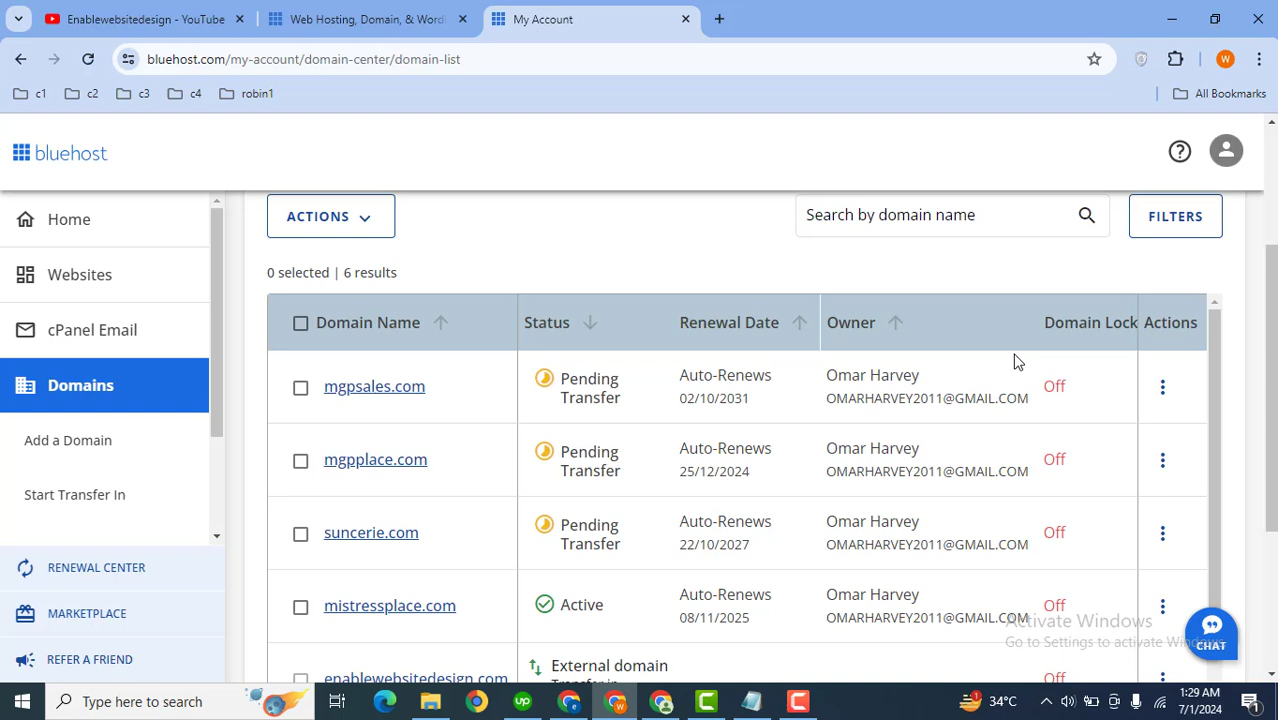 Enablewebsitedesign - YouTube
Web Hosting, Domain, & Word
My Account
bluehost.com/my-account/domain-center/domain-list
W
c1
c2
c3
c4
robin1
All Bookmarks
bluehost
Home
Websites
cPanel Email
Domains
Add a Domain
Start Transfer In
RENEWAL CENTER
MARKETPLACE
REFER A FRIEND
ACTIONS
Search by domain name
FILTERS
0 selected | 6 results
Domain Name Status Renewal Date Owner Domain Lock Actions
mgpsales.com Pending Transfer Auto-Renews 02/10/2031 Omar Harvey OMARHARVEY2011@GMAIL.COM Off
mgpplace.com Pending Transfer Auto-Renews 25/12/2024 Omar Harvey OMARHARVEY2011@GMAIL.COM Off
suncerie.com Pending Transfer Auto-Renews 22/10/2027 Omar Harvey OMARHARVEY2011@GMAIL.COM Off
mistressplace.com Active Auto-Renews 08/11/2025 Omar Harvey OMARHARVEY2011@GMAIL.COM Off
enablewebsitedesign.com External domain Transfer in Off
Activate Windows
Go to Settings to activate Windows.
CHAT
Type here to search
34°C
1:29 AM
7/1/2024